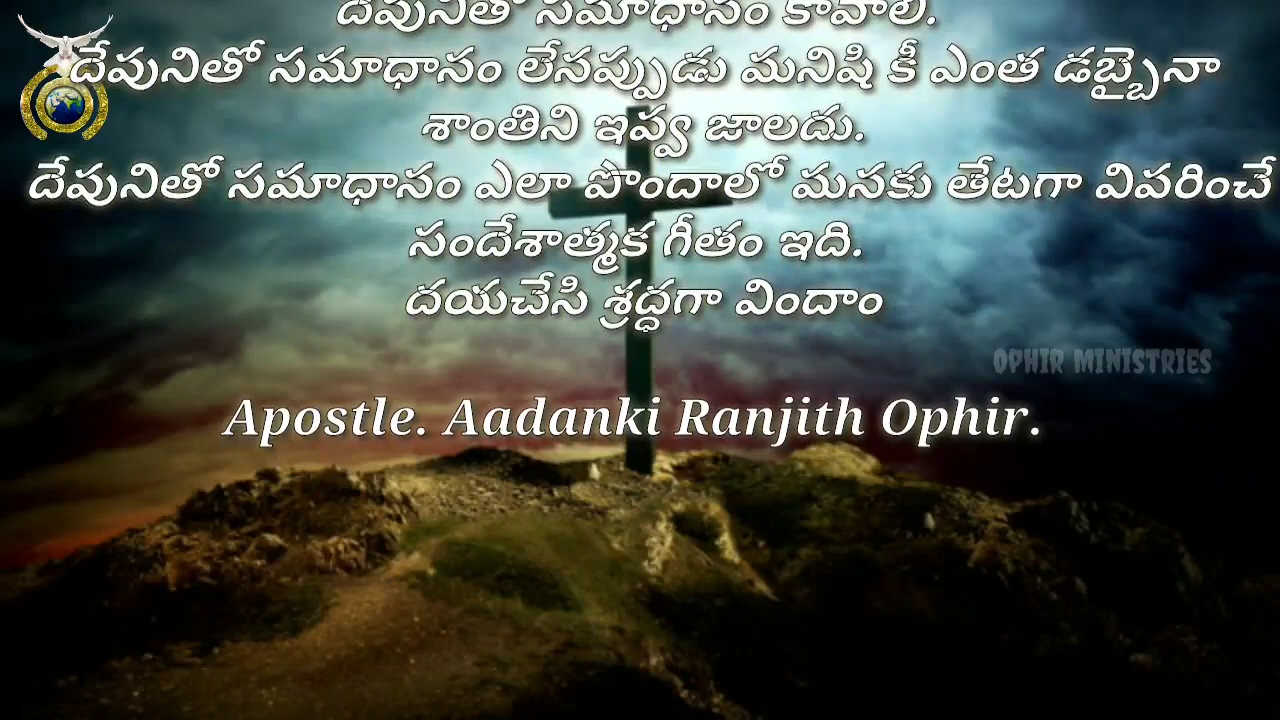 దేవునితో సమాధానం కావాలి.
దేవునితో సమాధానం లేనప్పుడు మనిషి కీ ఎంత డబ్బైనా
శాంతిని ఇవ్వ జాలదు.
దేవునితో సమాధానం ఎలా పొందాలో మనకు తేటగా వివరించే
సందేశాత్మక గీతం ఇది.
దయచేసి శ్రద్ధగా విందాం
OPHIR MINISTRIES
Apostle. Aadanki Ranjith Ophir.